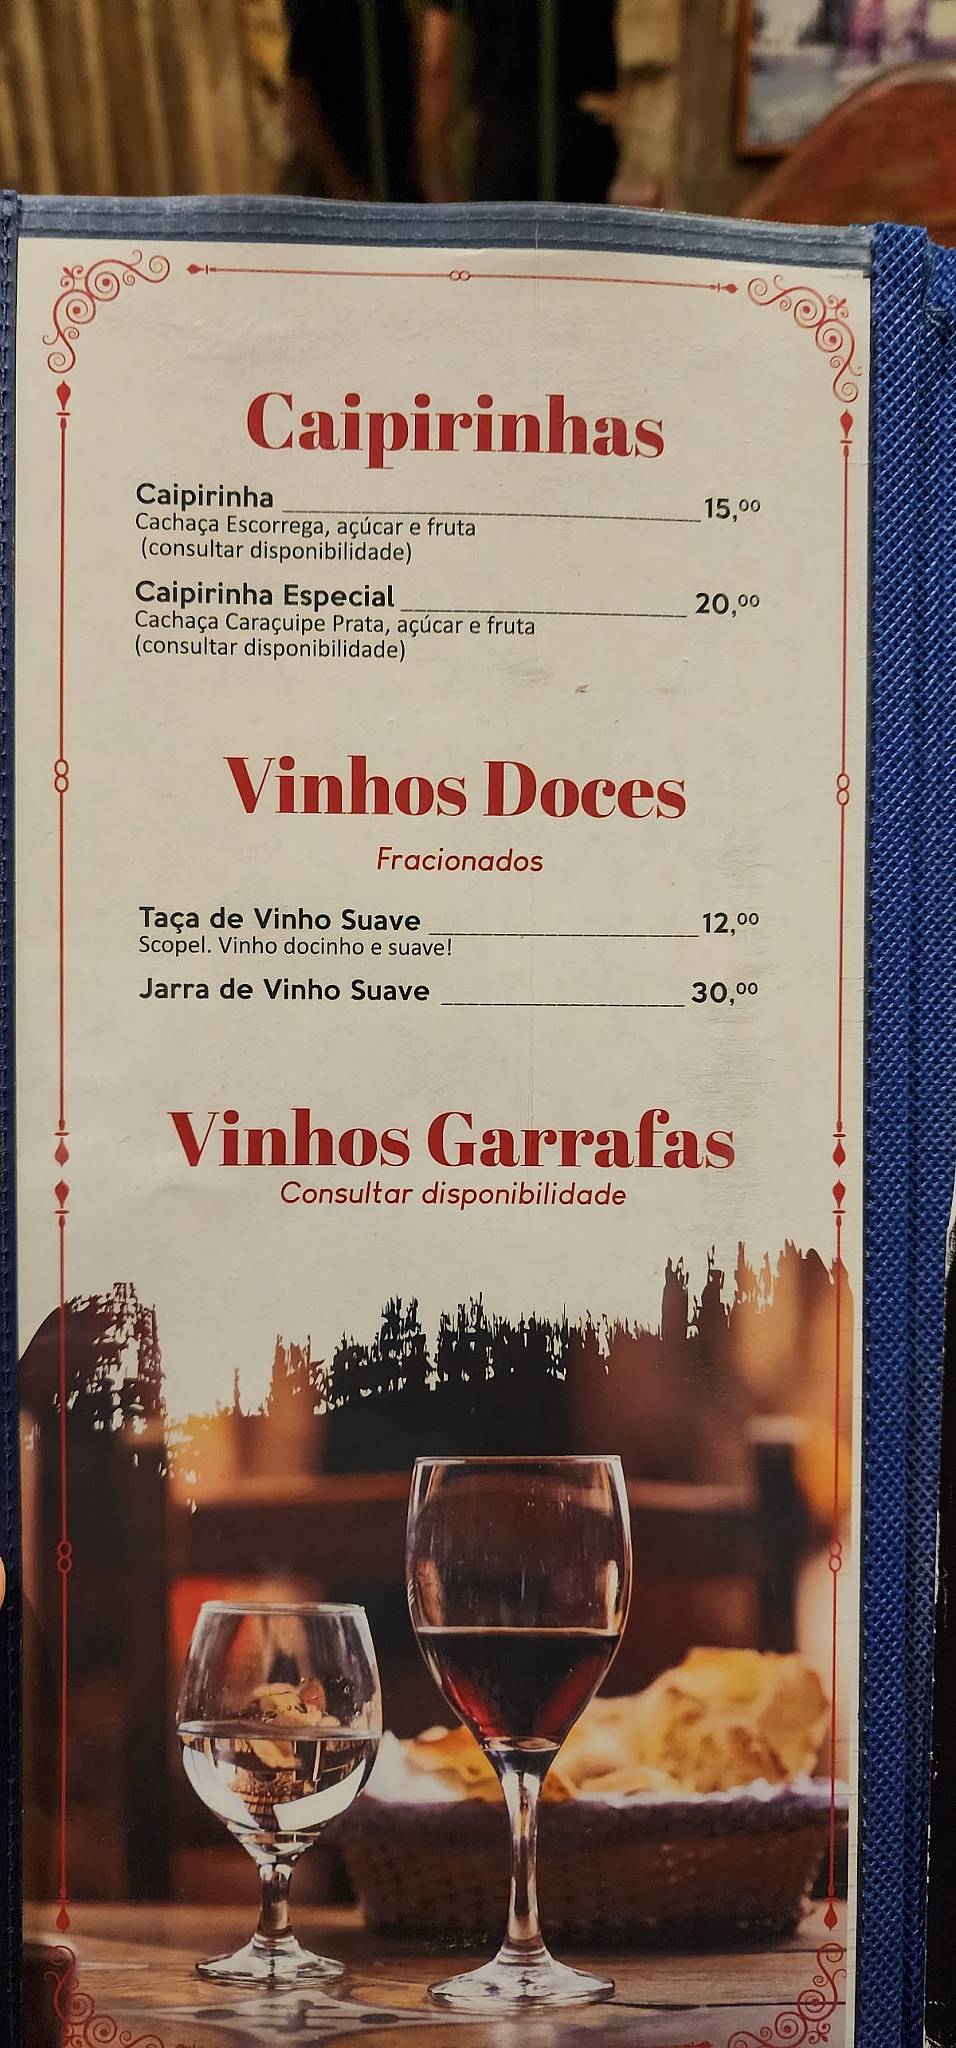 Caipirinhas
Caipirinha 15,00
Cachaça Escorrega, açúcar e fruta
(consultar disponibilidade)
Caipirinha Especial 20,00
Cachaça Caraçuipe Prata, açúcar e fruta
(consultar disponibilidade)
Vinhos Doces
Fracionados
Taça de Vinho Suave 12,00
Scopel. Vinho docinho e suave!
Jarra de Vinho Suave 30,00
Vinhos Garrafas
Consultar disponibilidade